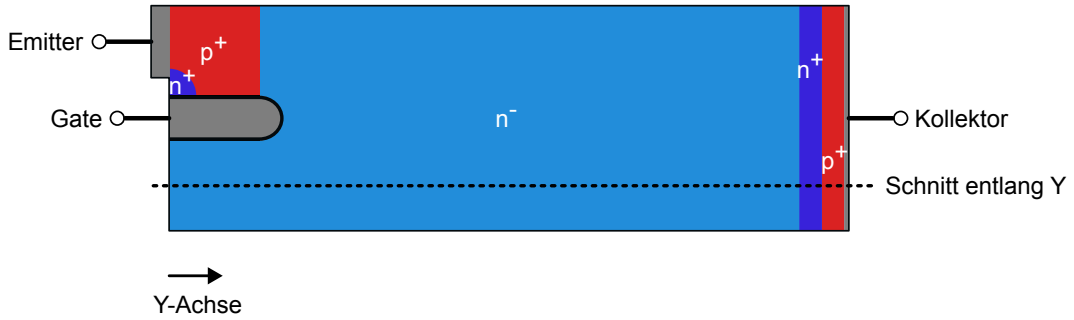 Emitter
p+
n+
Gate
n-
n+
p+
Kollektor
Schnitt entlang Y
Y-Achse